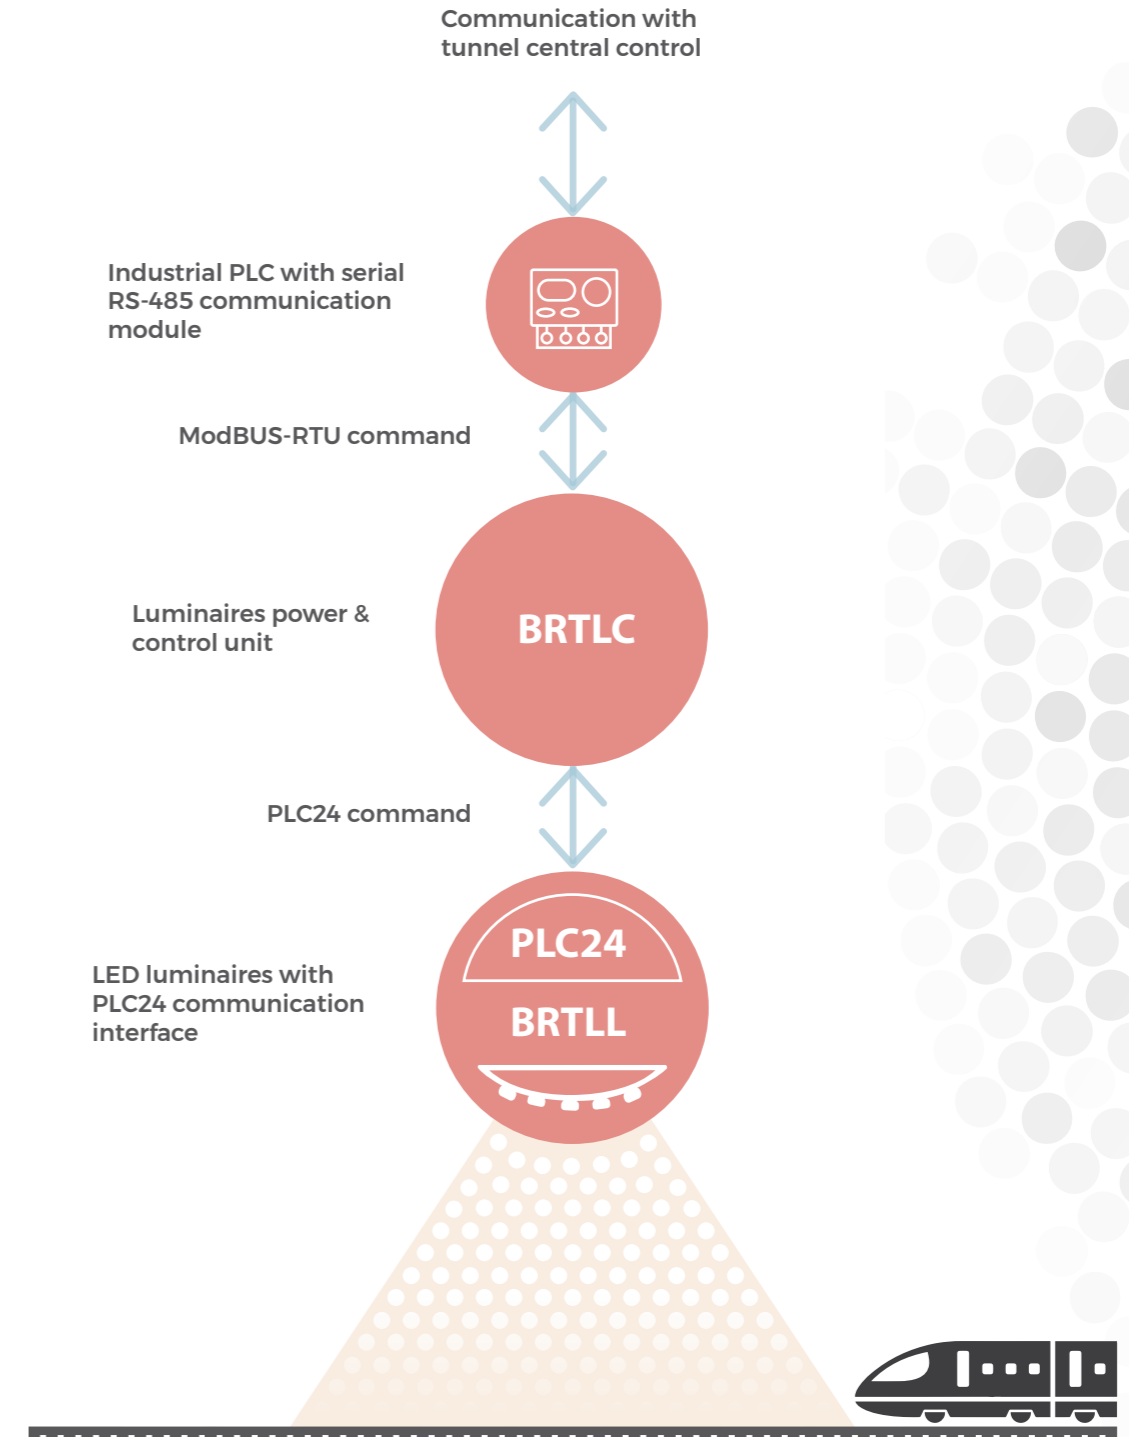 Communication with
tunnel central control
Industrial PLC with serial
RS-485 communication
module
ModBUS-RTU command
Luminaires power &
control unit
BRTLC
PLC24 command
PLC24
BRTLL
LED luminaires with
PLC24 communication
interface